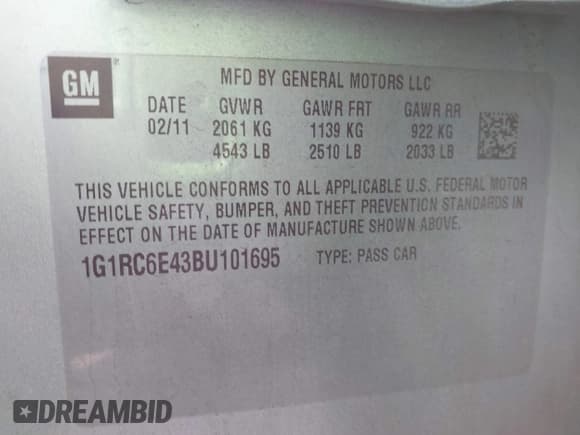 GM
MFD BY GENERAL MOTORS LLC
DATE GVWR GAWR FRT GAWR RR
02/11 2061 KG 1139 KG 922 KG
4543 LB 2510 LB 2033 LB
THIS VEHICLE CONFORMS TO ALL APPLICABLE U.S. FEDERAL MOTOR
VEHICLE SAFETY, BUMPER, AND THEFT PREVENTION STANDARDS IN
EFFECT ON THE DATE OF MANUFACTURE SHOWN ABOVE.
1G1RC6E43BU101695 TYPE: PASS CAR
DREAMBID